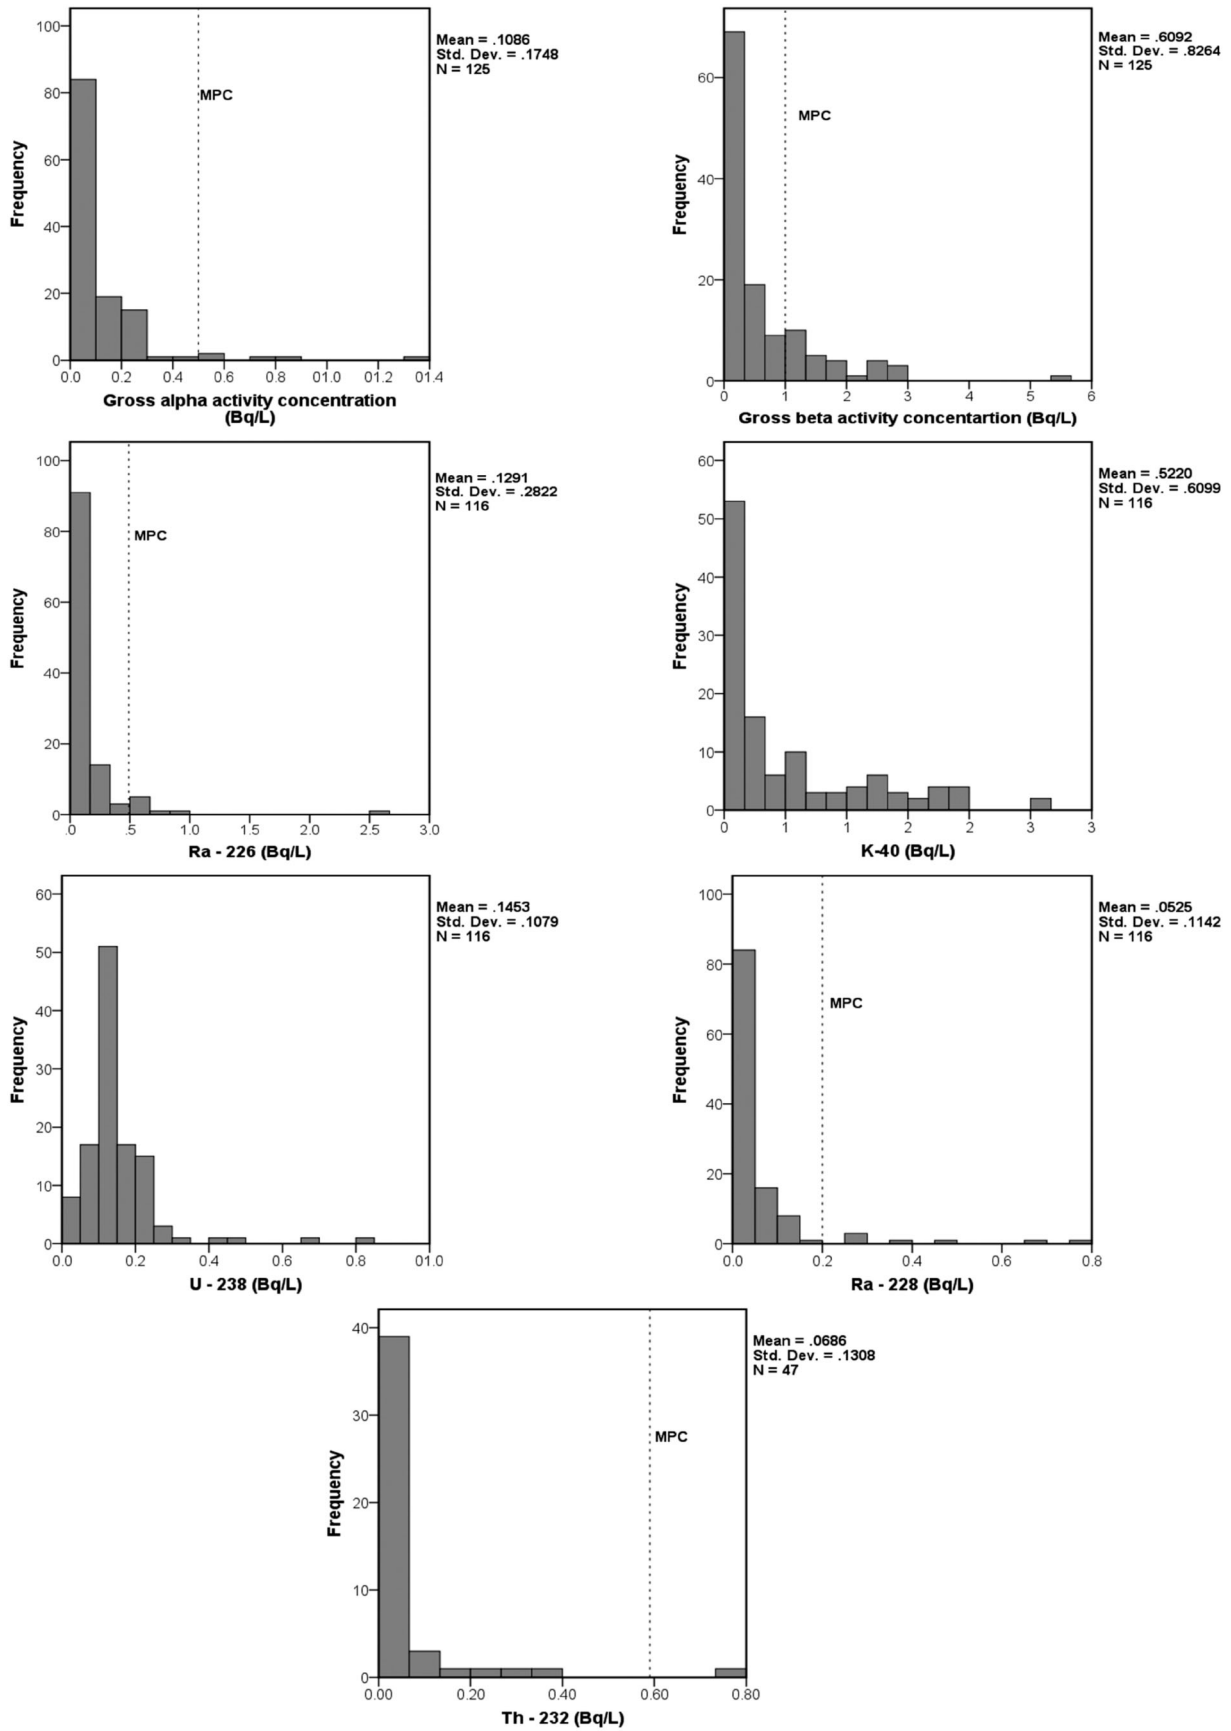 Mean = .1086
Std. Dev. = .1748
N = 125
100
80
60
40
20
0
MPC
Frequency
0.0 0.2 0.4 0.6 0.8 01.0 01.2 01.4
Gross alpha activity concentration
(Bq/L)
Mean = .6092
Std. Dev. = .8264
N = 125
60
40
20
0
MPC
Frequency
0 1 2 3 4 5 6
Gross beta activity concentartion (Bq/L)
Mean = .1291
Std. Dev. = .2822
N = 116
100
80
60
40
20
0
MPC
Frequency
.0 .5 1.0 1.5 2.0 2.5 3.0
Ra - 226 (Bq/L)
Mean = .5220
Std. Dev. = .6099
N = 116
60
50
40
30
20
10
0
Frequency
0 1 1 2 2 3 3
K-40 (Bq/L)
Mean = .1453
Std. Dev. = .1079
N = 116
60
50
40
30
20
10
0
Frequency
0.0 0.2 0.4 0.6 0.8 01.0
U - 238 (Bq/L)
Mean = .0525
Std. Dev. = .1142
N = 116
100
80
60
40
20
0
MPC
Frequency
0.0 0.2 0.4 0.6 0.8
Ra - 228 (Bq/L)
Mean = .0686
Std. Dev. = .1308
N = 47
40
30
20
10
0
MPC
Frequency
0.00 0.20 0.40 0.60 0.80
Th - 232 (Bq/L)